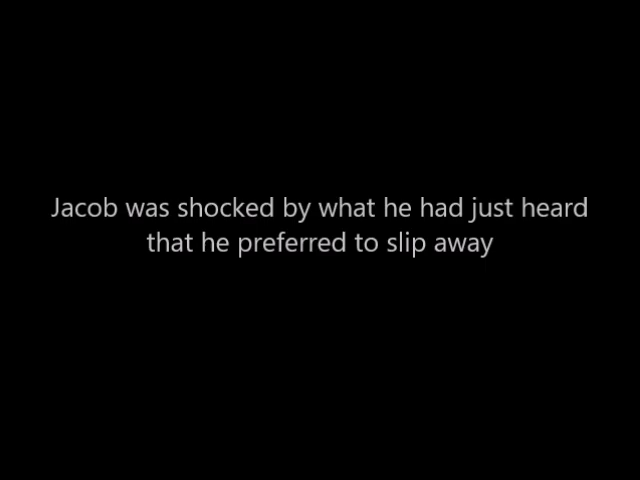 Jacob was shocked by what he had just heard
that he preferred to slip away